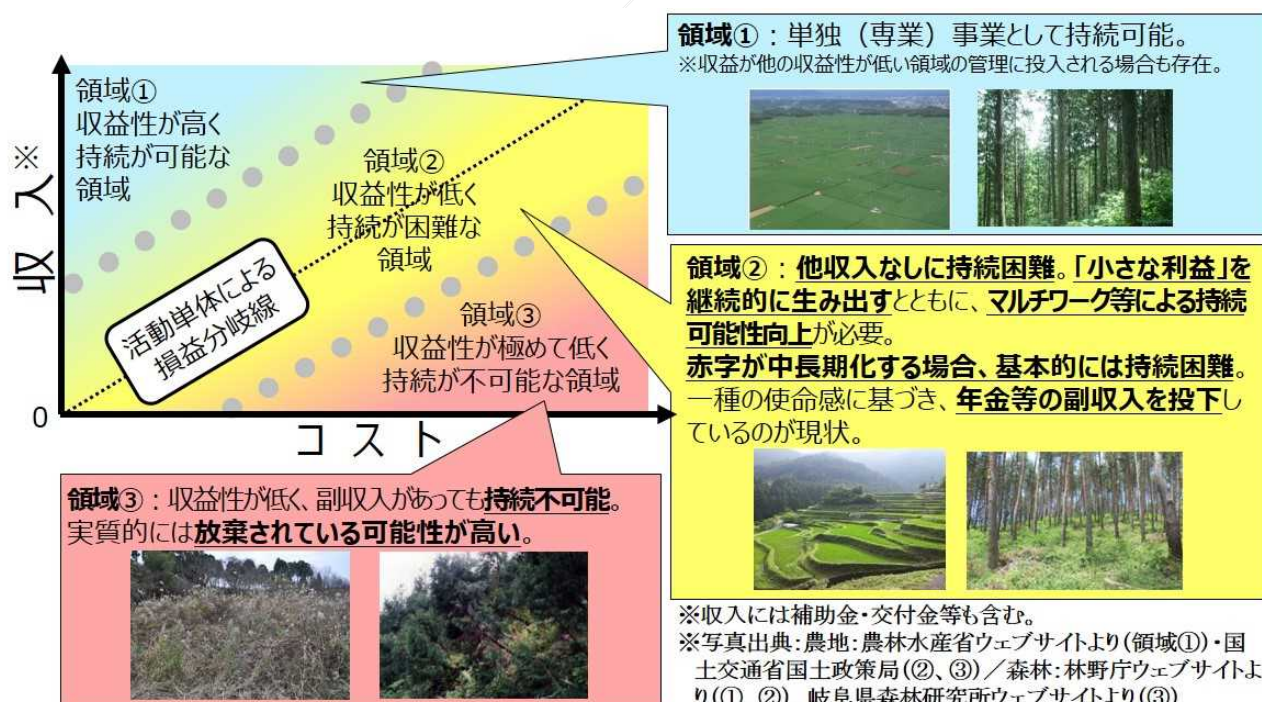 領域①
収益性が高く
持続が可能な
領域
領域②
収益性が低く
持続が困難な
領域
領域③
収益性が極めて低く
持続が不可能な領域
活動単体による
損益分岐線
収入※
0
コスト
領域①：単独（専業）事業として持続可能。
※収益が他の収益性が低い領域の管理に投入される場合も存在。
領域②：他収入なしに持続困難。「小さな利益」を
継続的に生み出すとともに、マルチワーク等による持続
可能性向上が必要。
赤字が中長期化する場合、基本的には持続困難。
一種の使命感に基づき、年金等の副収入を投下し
ているのが現状。
領域③：収益性が低く、副収入があっても持続不可能。
実質的には放棄されている可能性が高い。
※収入には補助金・交付金等も含む。
※写真出典：農地：農林水産省ウェブサイトより(領域①)・国
土交通省国土政策局(②、③)／森林：林野庁ウェブサイトよ
り(①、②)、岐阜県森林研究所ウェブサイトより(③)